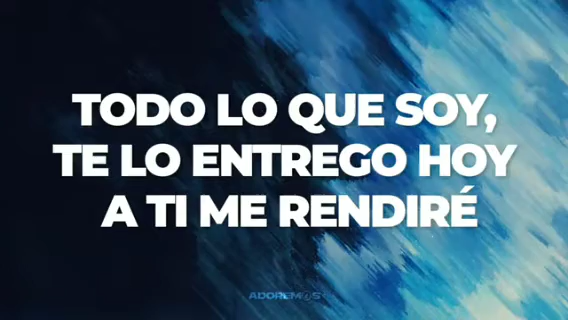 TODO LO QUE SOY,
TE LO ENTREGO HOY
A TI ME RENDIRÉ
ADOREMOS